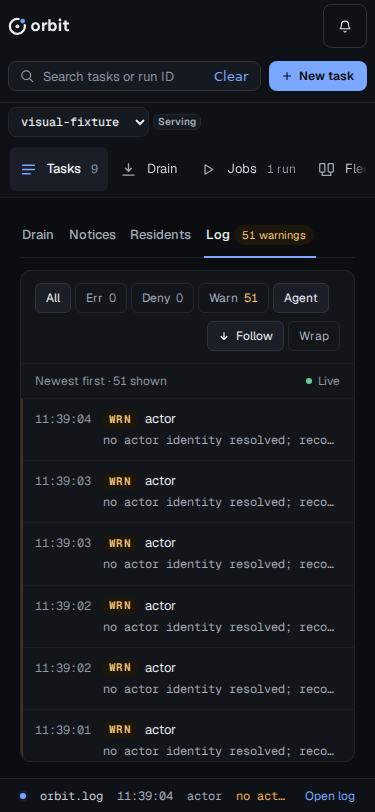 orbit
Search tasks or run ID Clear
+ New task
visual-fixture Serving
Tasks 9 Drain Jobs 1 run Fle
Drain Notices Residents Log 51 warnings
All Err 0 Deny 0 Warn 51 Agent
↓ Follow Wrap
Newest first · 51 shown Live
11:39:04 WRN actor
no actor identity resolved; reco…
11:39:03 WRN actor
no actor identity resolved; reco…
11:39:03 WRN actor
no actor identity resolved; reco…
11:39:02 WRN actor
no actor identity resolved; reco…
11:39:02 WRN actor
no actor identity resolved; reco…
11:39:01 WRN actor
no actor identity resolved; reco…
orbit.log 11:39:04 actor no act… Open log